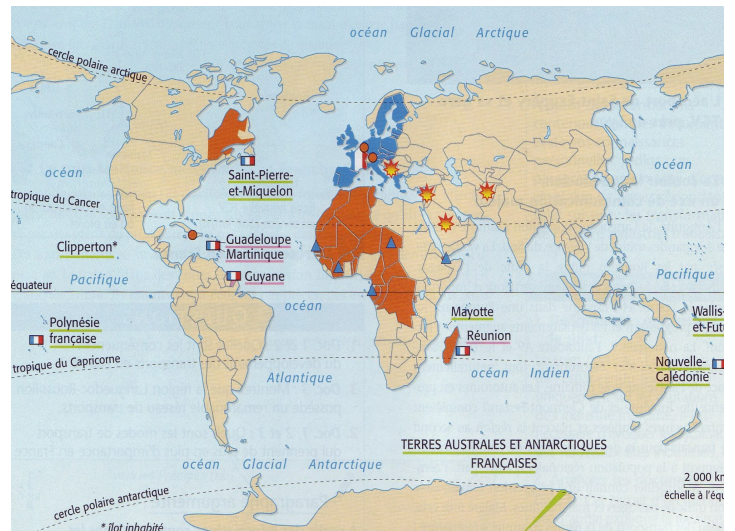 océan Glacial Arctique
cercle polaire arctique
océan
Saint-Pierre-
et-Miquelon
océan
tropique du Cancer
Clipperton*
Guadeloupe
Martinique
Pacifique
Guyane
Pacifique
équateur
océan
Mayotte
Wallis-
et-Futu
Polynésie
française
Réunion
tropique du Capricorne
Nouvelle-
Calédonie
Atlantique
océan Indien
TERRES AUSTRALES ET ANTARCTIQUES
FRANÇAISES
océan Glacial Antarctique
2 000 km
échelle à l'équ
cercle polaire antarctique
* îlot inhabité